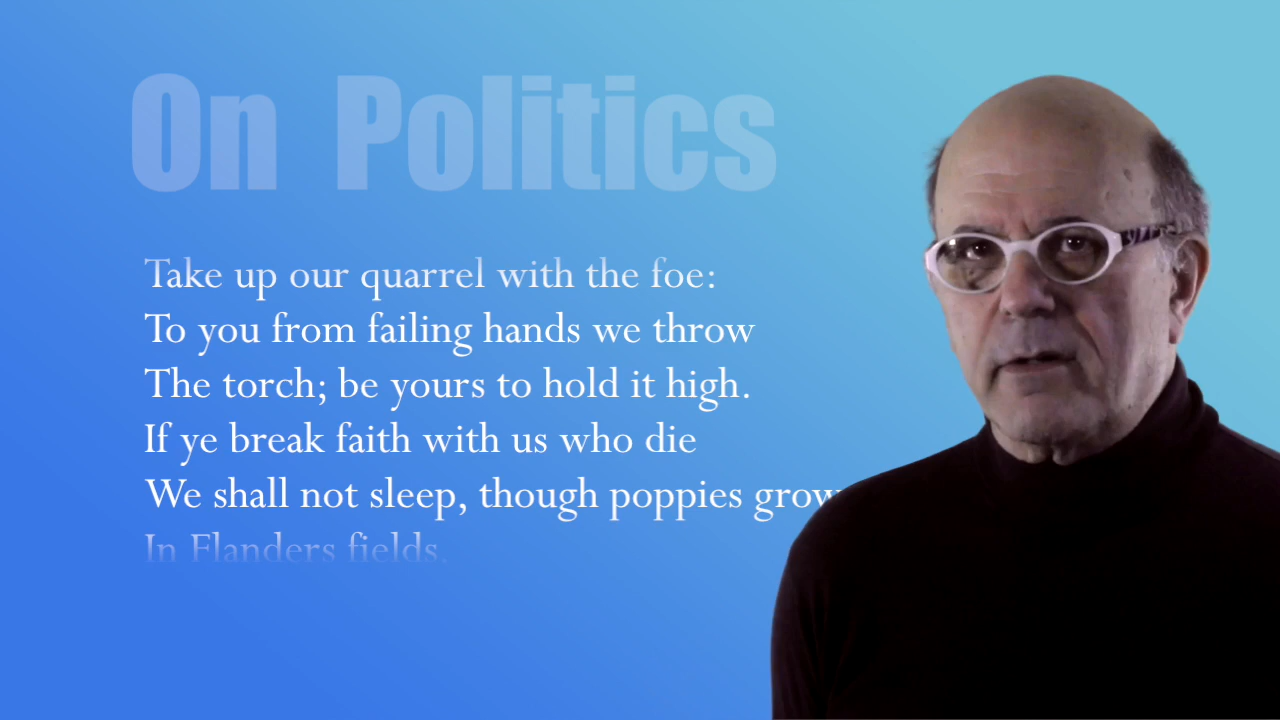 On Politics
Take up our quarrel with the foe:
To you from failing hands we throw
The torch; be yours to hold it high.
If ye break faith with us who die
We shall not sleep, though poppies grow
In Flanders fields.